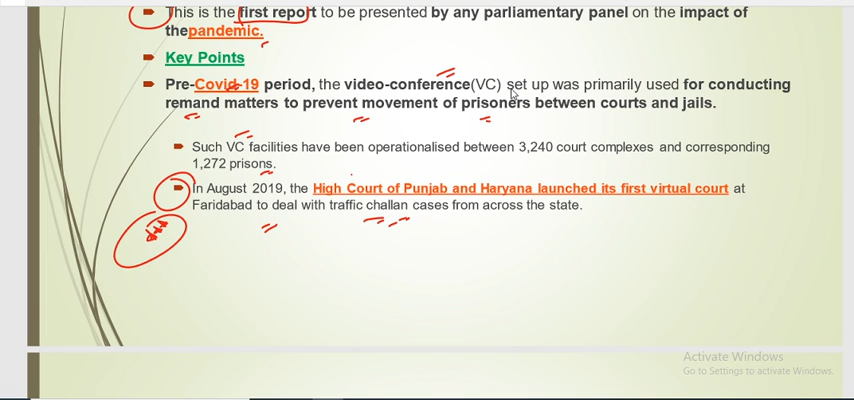 This is the first report to be presented by any parliamentary panel on the impact of
thepandemic.
Key Points
Pre-Covid-19 period, the video-conference(VC) set up was primarily used for conducting
remand matters to prevent movement of prisoners between courts and jails.
Such VC facilities have been operationalised between 3,240 court complexes and corresponding
1,272 prisons.
In August 2019, the High Court of Punjab and Haryana launched its first virtual court at
Faridabad to deal with traffic challan cases from across the state.
Activate Windows
Go to Settings to activate Windows.